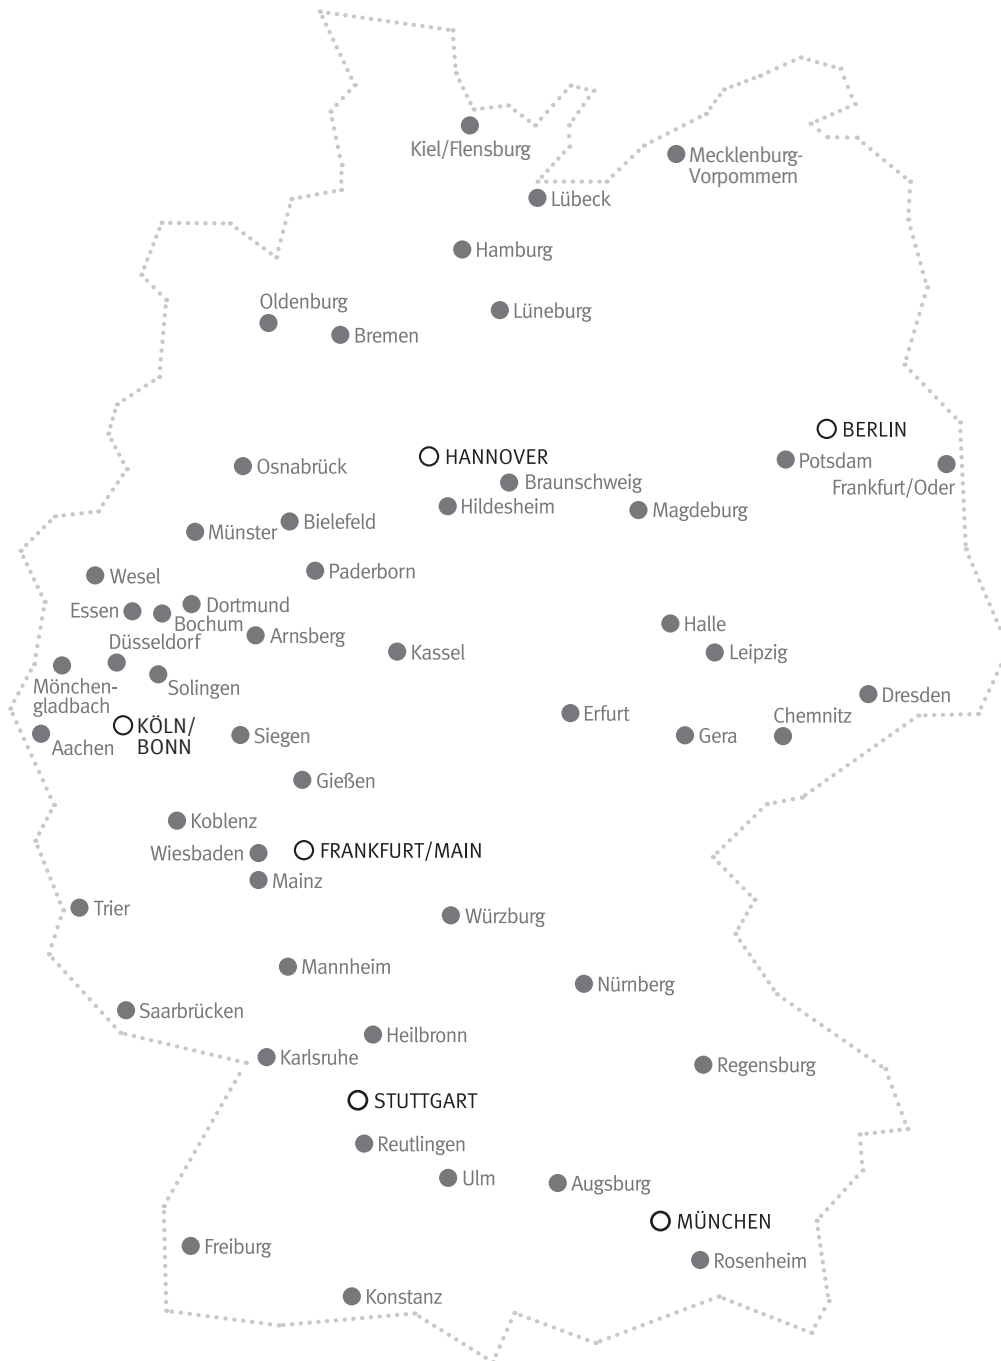 Kiel/Flensburg
Mecklenburg-
Vorpommern
Lübeck
Hamburg
Oldenburg
Lüneburg
Bremen
BERLIN
HANNOVER
Osnabrück
Potsdam
Braunschweig
Frankfurt/Oder
Hildesheim
Magdeburg
Bielefeld
Münster
Paderborn
Wesel
Dortmund
Essen
Bochum
Halle
Arnsberg
Düsseldorf
Kassel
Leipzig
Solingen
Mönchen-
gladbach
Dresden
Erfurt
Chemnitz
KÖLN/
BONN
Siegen
Gera
Aachen
Gießen
Koblenz
FRANKFURT/MAIN
Wiesbaden
Mainz
Trier
Würzburg
Mannheim
Nürnberg
Saarbrücken
Heilbronn
Karlsruhe
Regensburg
STUTTGART
Reutlingen
Ulm
Augsburg
MÜNCHEN
Freiburg
Rosenheim
Konstanz